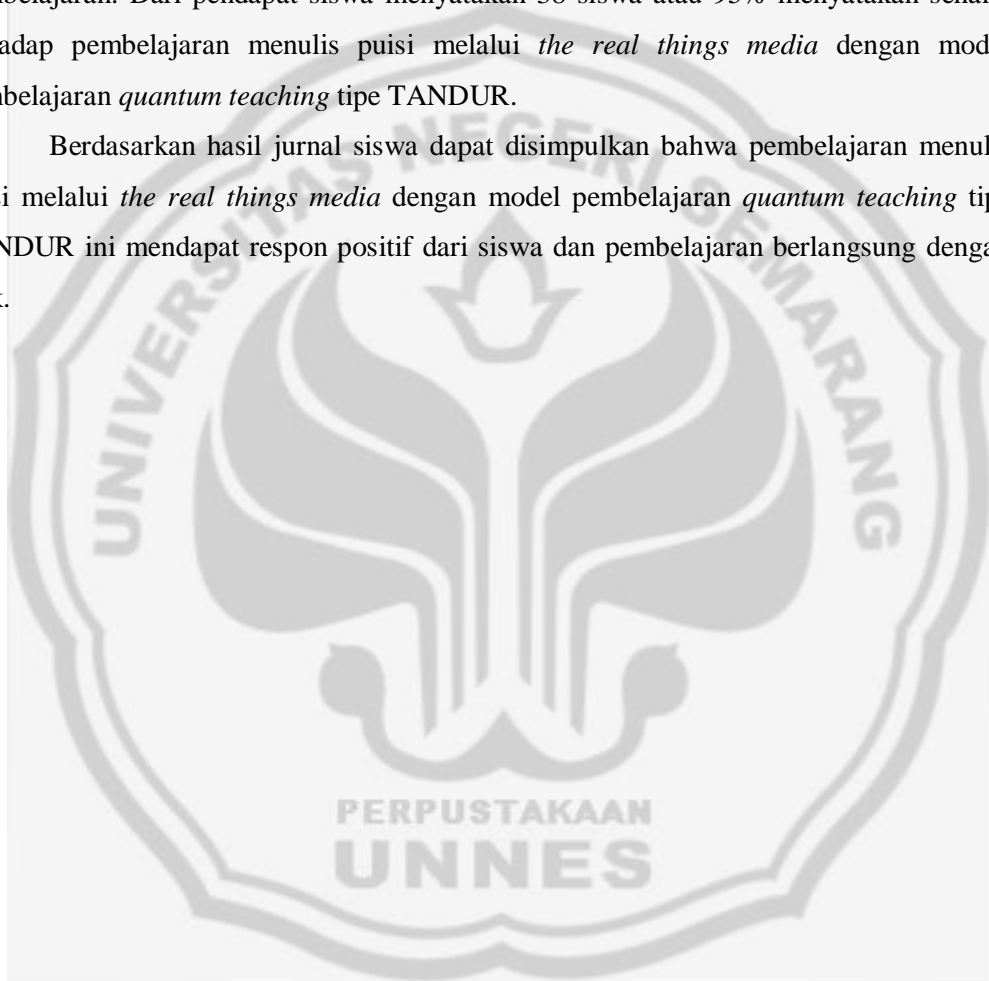 belajaran. Dari pendapat siswa menyatakan 38 siswa atau 95% menyatakan
adap pembelajaran menulis puisi melalui the real things media dengan mod
belajaran quantum teaching tipe TANDUR.
Berdasarkan hasil jurnal siswa dapat disimpulkan bahwa pembelajaran menul
i melalui the real things media dengan model pembelajaran quantum teaching tip
NDUR ini mendapat respon positif dari siswa dan pembelajaran berlangsung denga
UNIVERSITAS NEGERI SEMARANG
PERPUSTAKAAN
UNNES